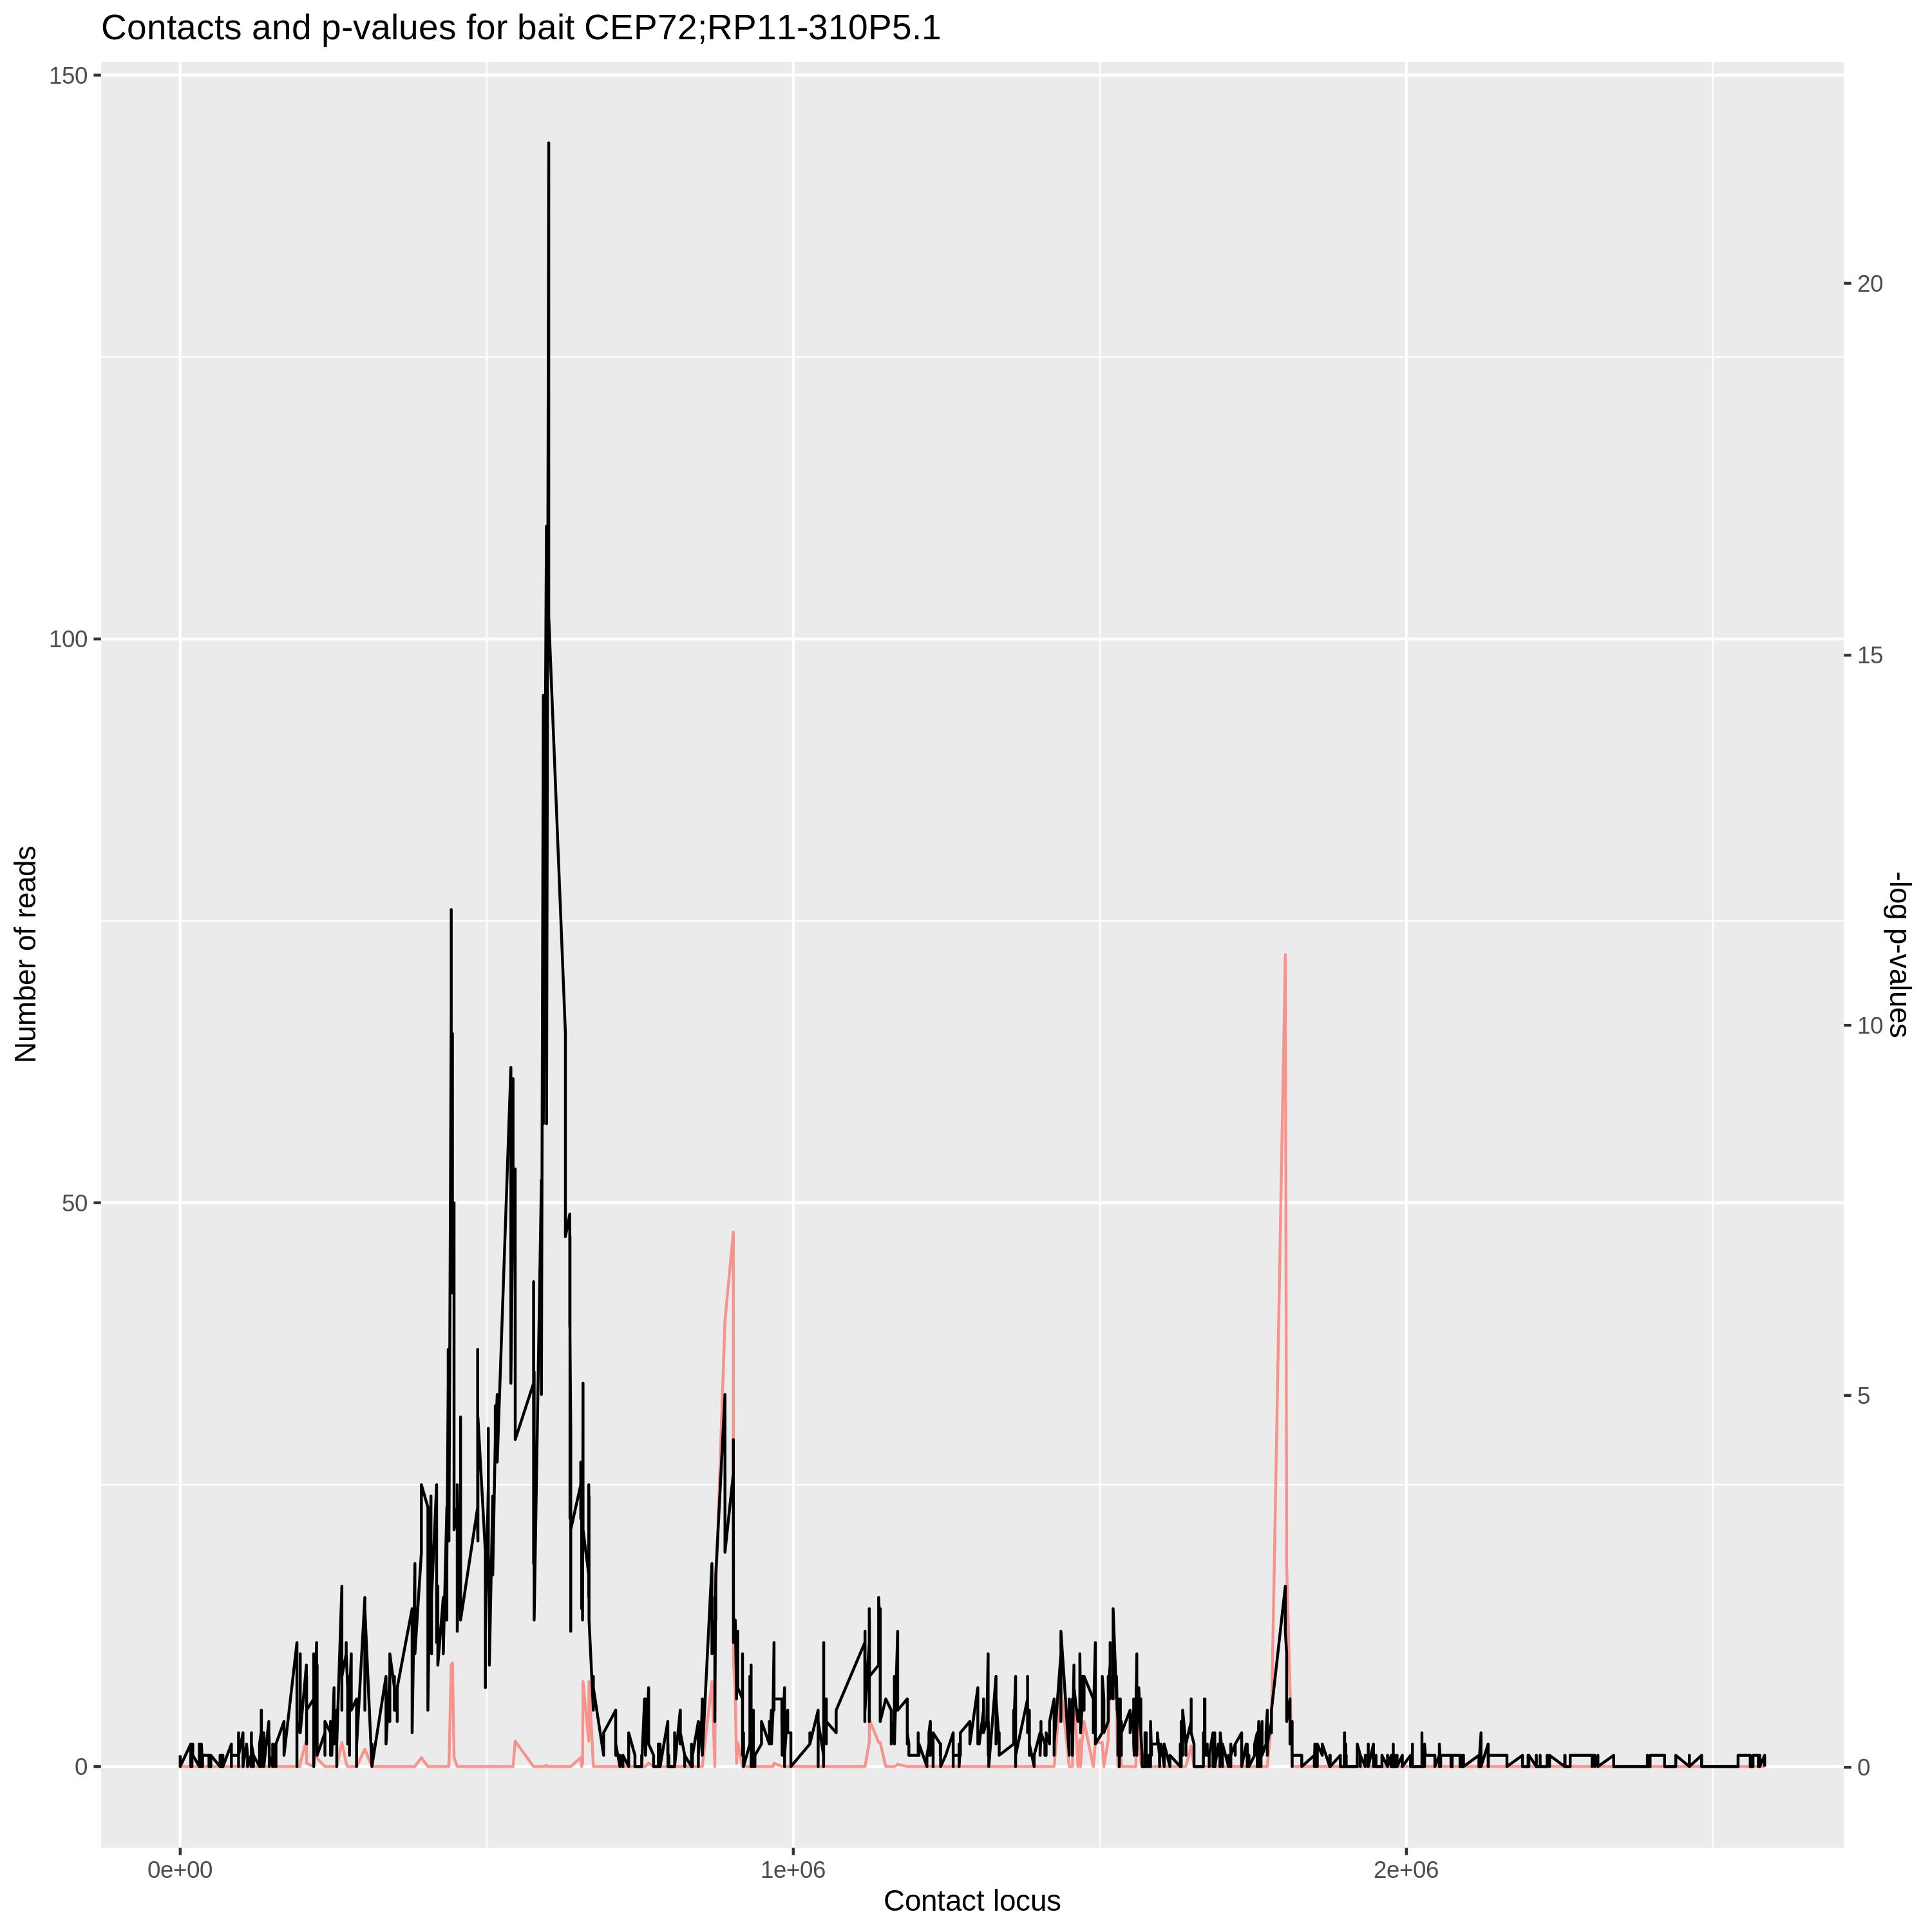 Contacts and p-values for bait CEP72;RP11-310P5.1
150
100
50
0
Number of reads
20
15
10
5
0
-log p-values
0e+00
1e+06
2e+06
Contact locus